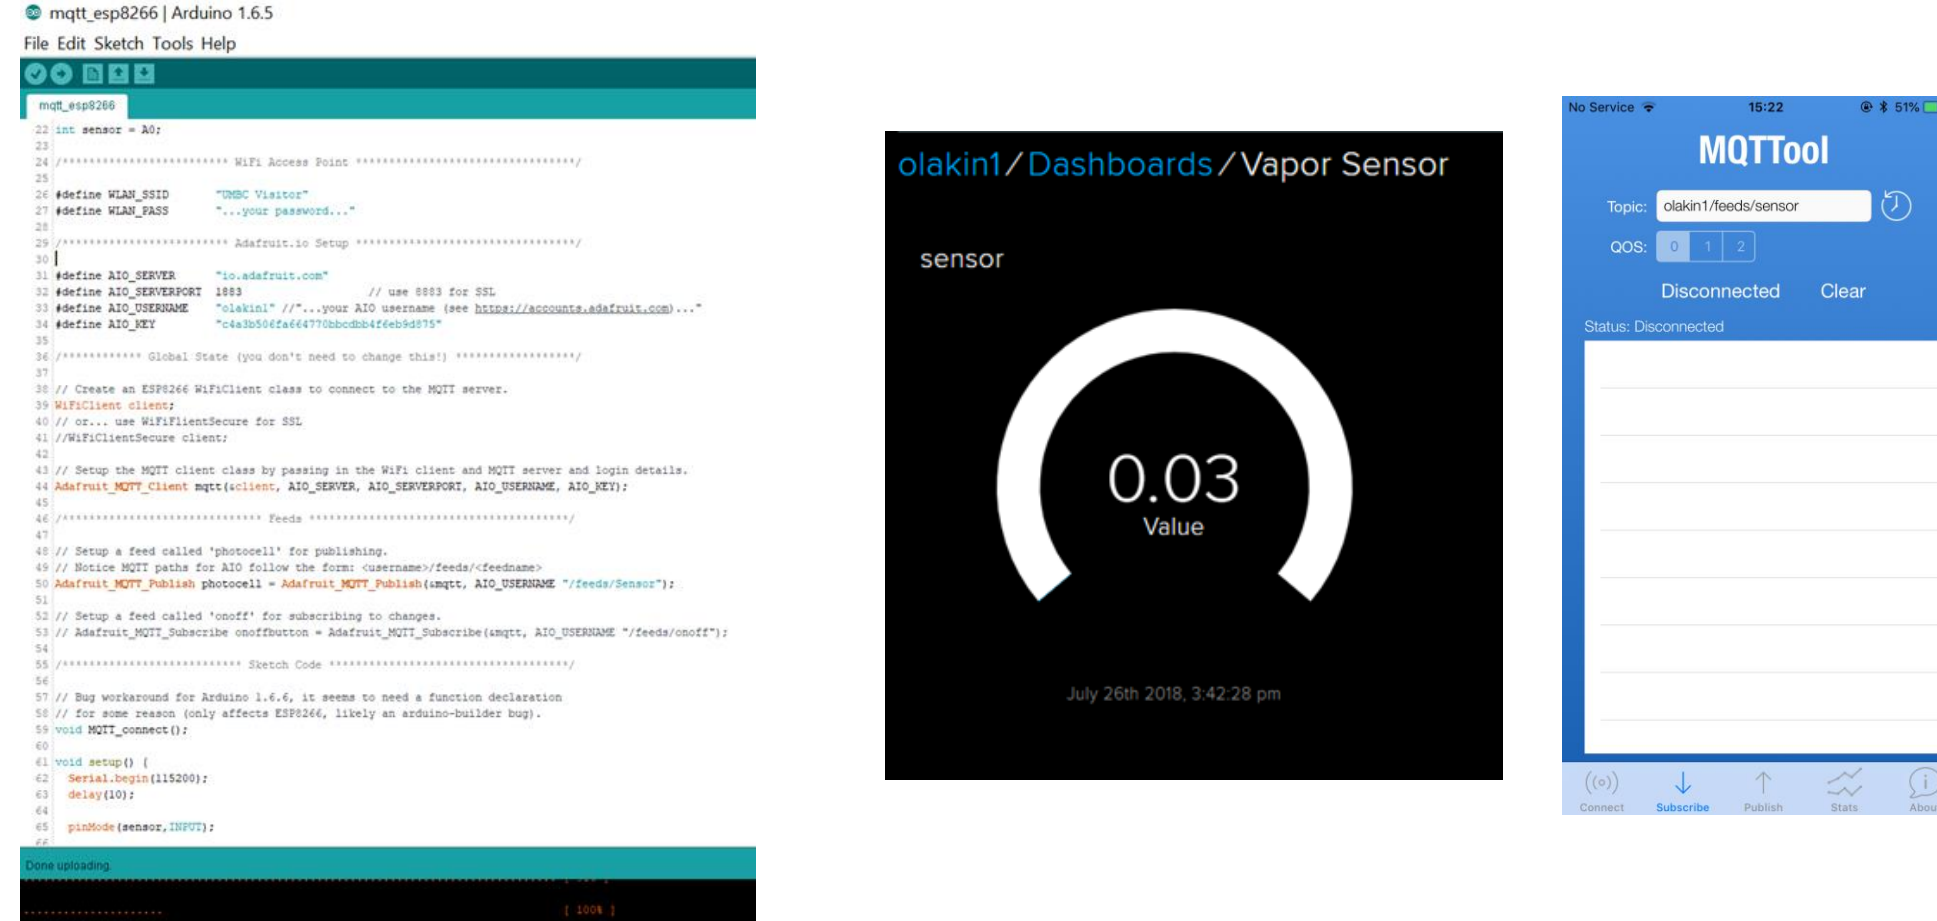 mqtt_esp8266 | Arduino 1.6.5
File Edit Sketch Tools Help
mqtt_esp8266
22 int sensor = A0;
23
24 /************************* WiFi Access Point *********************************/
25
26 #define WLAN_SSID "UMBC Visitor"
27 #define WLAN_PASS "...your password..."
28
29 /************************* Adafruit.io Setup *********************************/
30
31 #define AIO_SERVER "io.adafruit.com"
32 #define AIO_SERVERPORT 1883 // use 8883 for SSL
33 #define AIO_USERNAME "olakin1" //"...your AIO username (see https://accounts.adafruit.com)..."
34 #define AIO_KEY "c4a3b506fa664770bbcdbb4f6eb9d875"
35
36 /************ Global State (you don't need to change this!) ******************/
37
38 // Create an ESP8266 WiFiClient class to connect to the MQTT server.
39 WiFiClient client;
40 // or... use WiFiFlientSecure for SSL
41 //WiFiClientSecure client;
42
43 // Setup the MQTT client class by passing in the WiFi client and MQTT server and login details.
44 Adafruit_MQTT_Client mqtt(&client, AIO_SERVER, AIO_SERVERPORT, AIO_USERNAME, AIO_KEY);
45
46 /****************************** Feeds ***************************************/
47
48 // Setup a feed called 'photocell' for publishing.
49 // Notice MQTT paths for AIO follow the form: <username>/feeds/<feedname>
50 Adafruit_MQTT_Publish photocell = Adafruit_MQTT_Publish(&mqtt, AIO_USERNAME "/feeds/Sensor");
51
52 // Setup a feed called 'onoff' for subscribing to changes.
53 // Adafruit_MQTT_Subscribe onoffbutton = Adafruit_MQTT_Subscribe(&mqtt, AIO_USERNAME "/feeds/onoff");
54
55 /*************************** Sketch Code ************************************/
56
57 // Bug workaround for Arduino 1.6.6, it seems to need a function declaration
58 // for some reason (only affects ESP8266, likely an arduino-builder bug).
59 void MQTT_connect();
60
61 void setup() {
62 Serial.begin(115200);
63 delay(10);
64
65 pinMode(sensor,INPUT);
66
Done uploading.
[ 100% ]
olakin1/Dashboards/Vapor Sensor
sensor
0.03
Value
July 26th 2018, 3:42:28 pm
No Service 15:22 51%
MQTTool
Topic: olakin1/feeds/sensor
QOS: 0 1 2
Disconnected Clear
Status: Disconnected
Connect Subscribe Publish Stats Abou